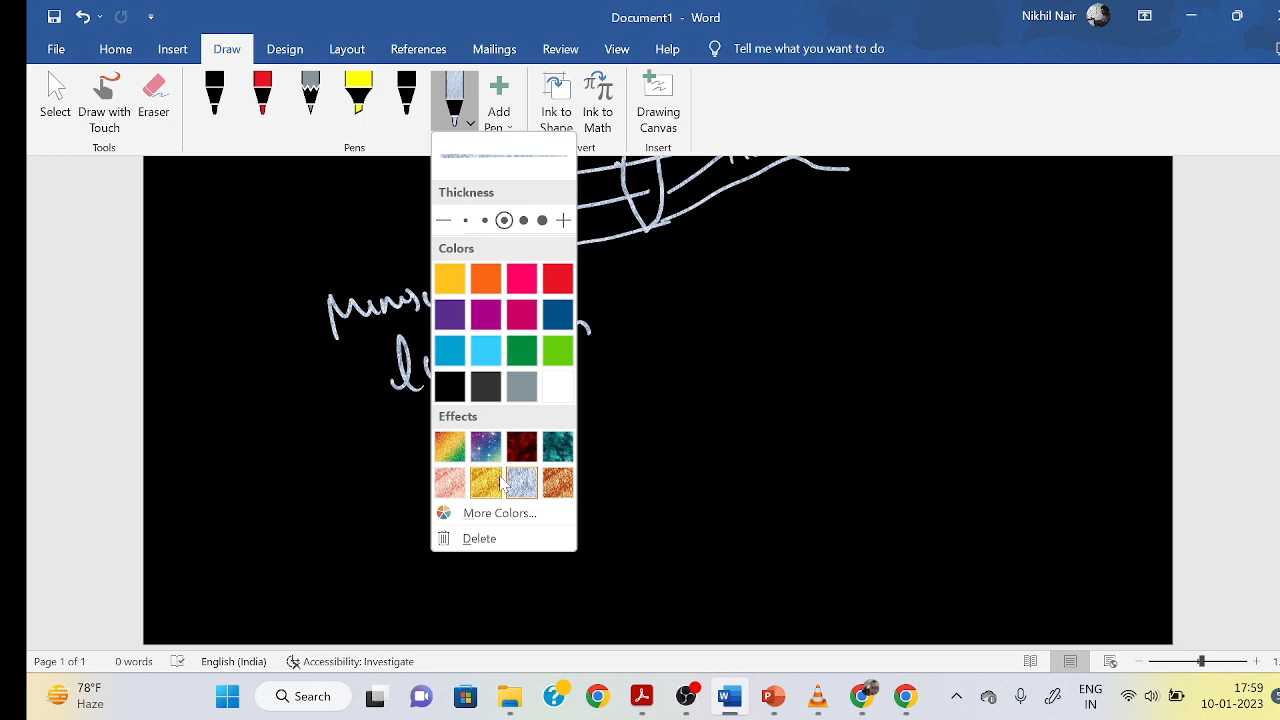 Document1 - Word
Nikhil Nair
File Home Insert Draw Design Layout References Mailings Review View Help Tell me what you want to do
Select Draw with Touch Eraser
Add Pen
Ink to Shape
Ink to Math
Drawing Canvas
Tools
Pens
vert
Insert
Thickness
Colors
Effects
More Colors...
Delete
Page 1 of 1 0 words English (India) Accessibility: Investigate
78°F
Haze
Search
ENG
IN
17:59
10-01-2023